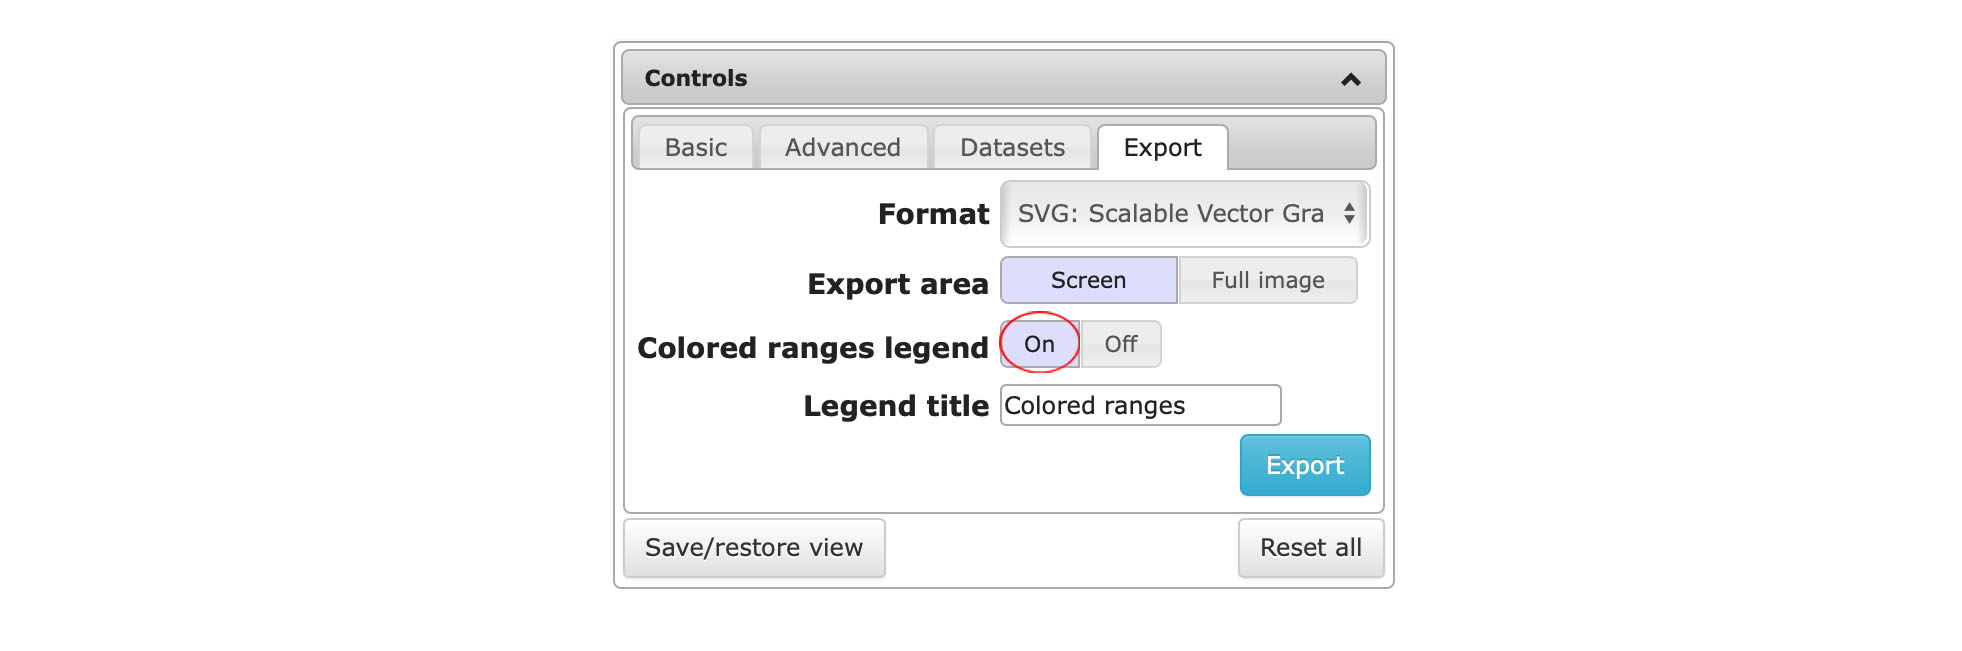 Controls
Basic Advanced Datasets Export
Format SVG: Scalable Vector Gra
Export area Screen Full image
Colored ranges legend On Off
Legend title Colored ranges
Export
Save/restore view Reset all